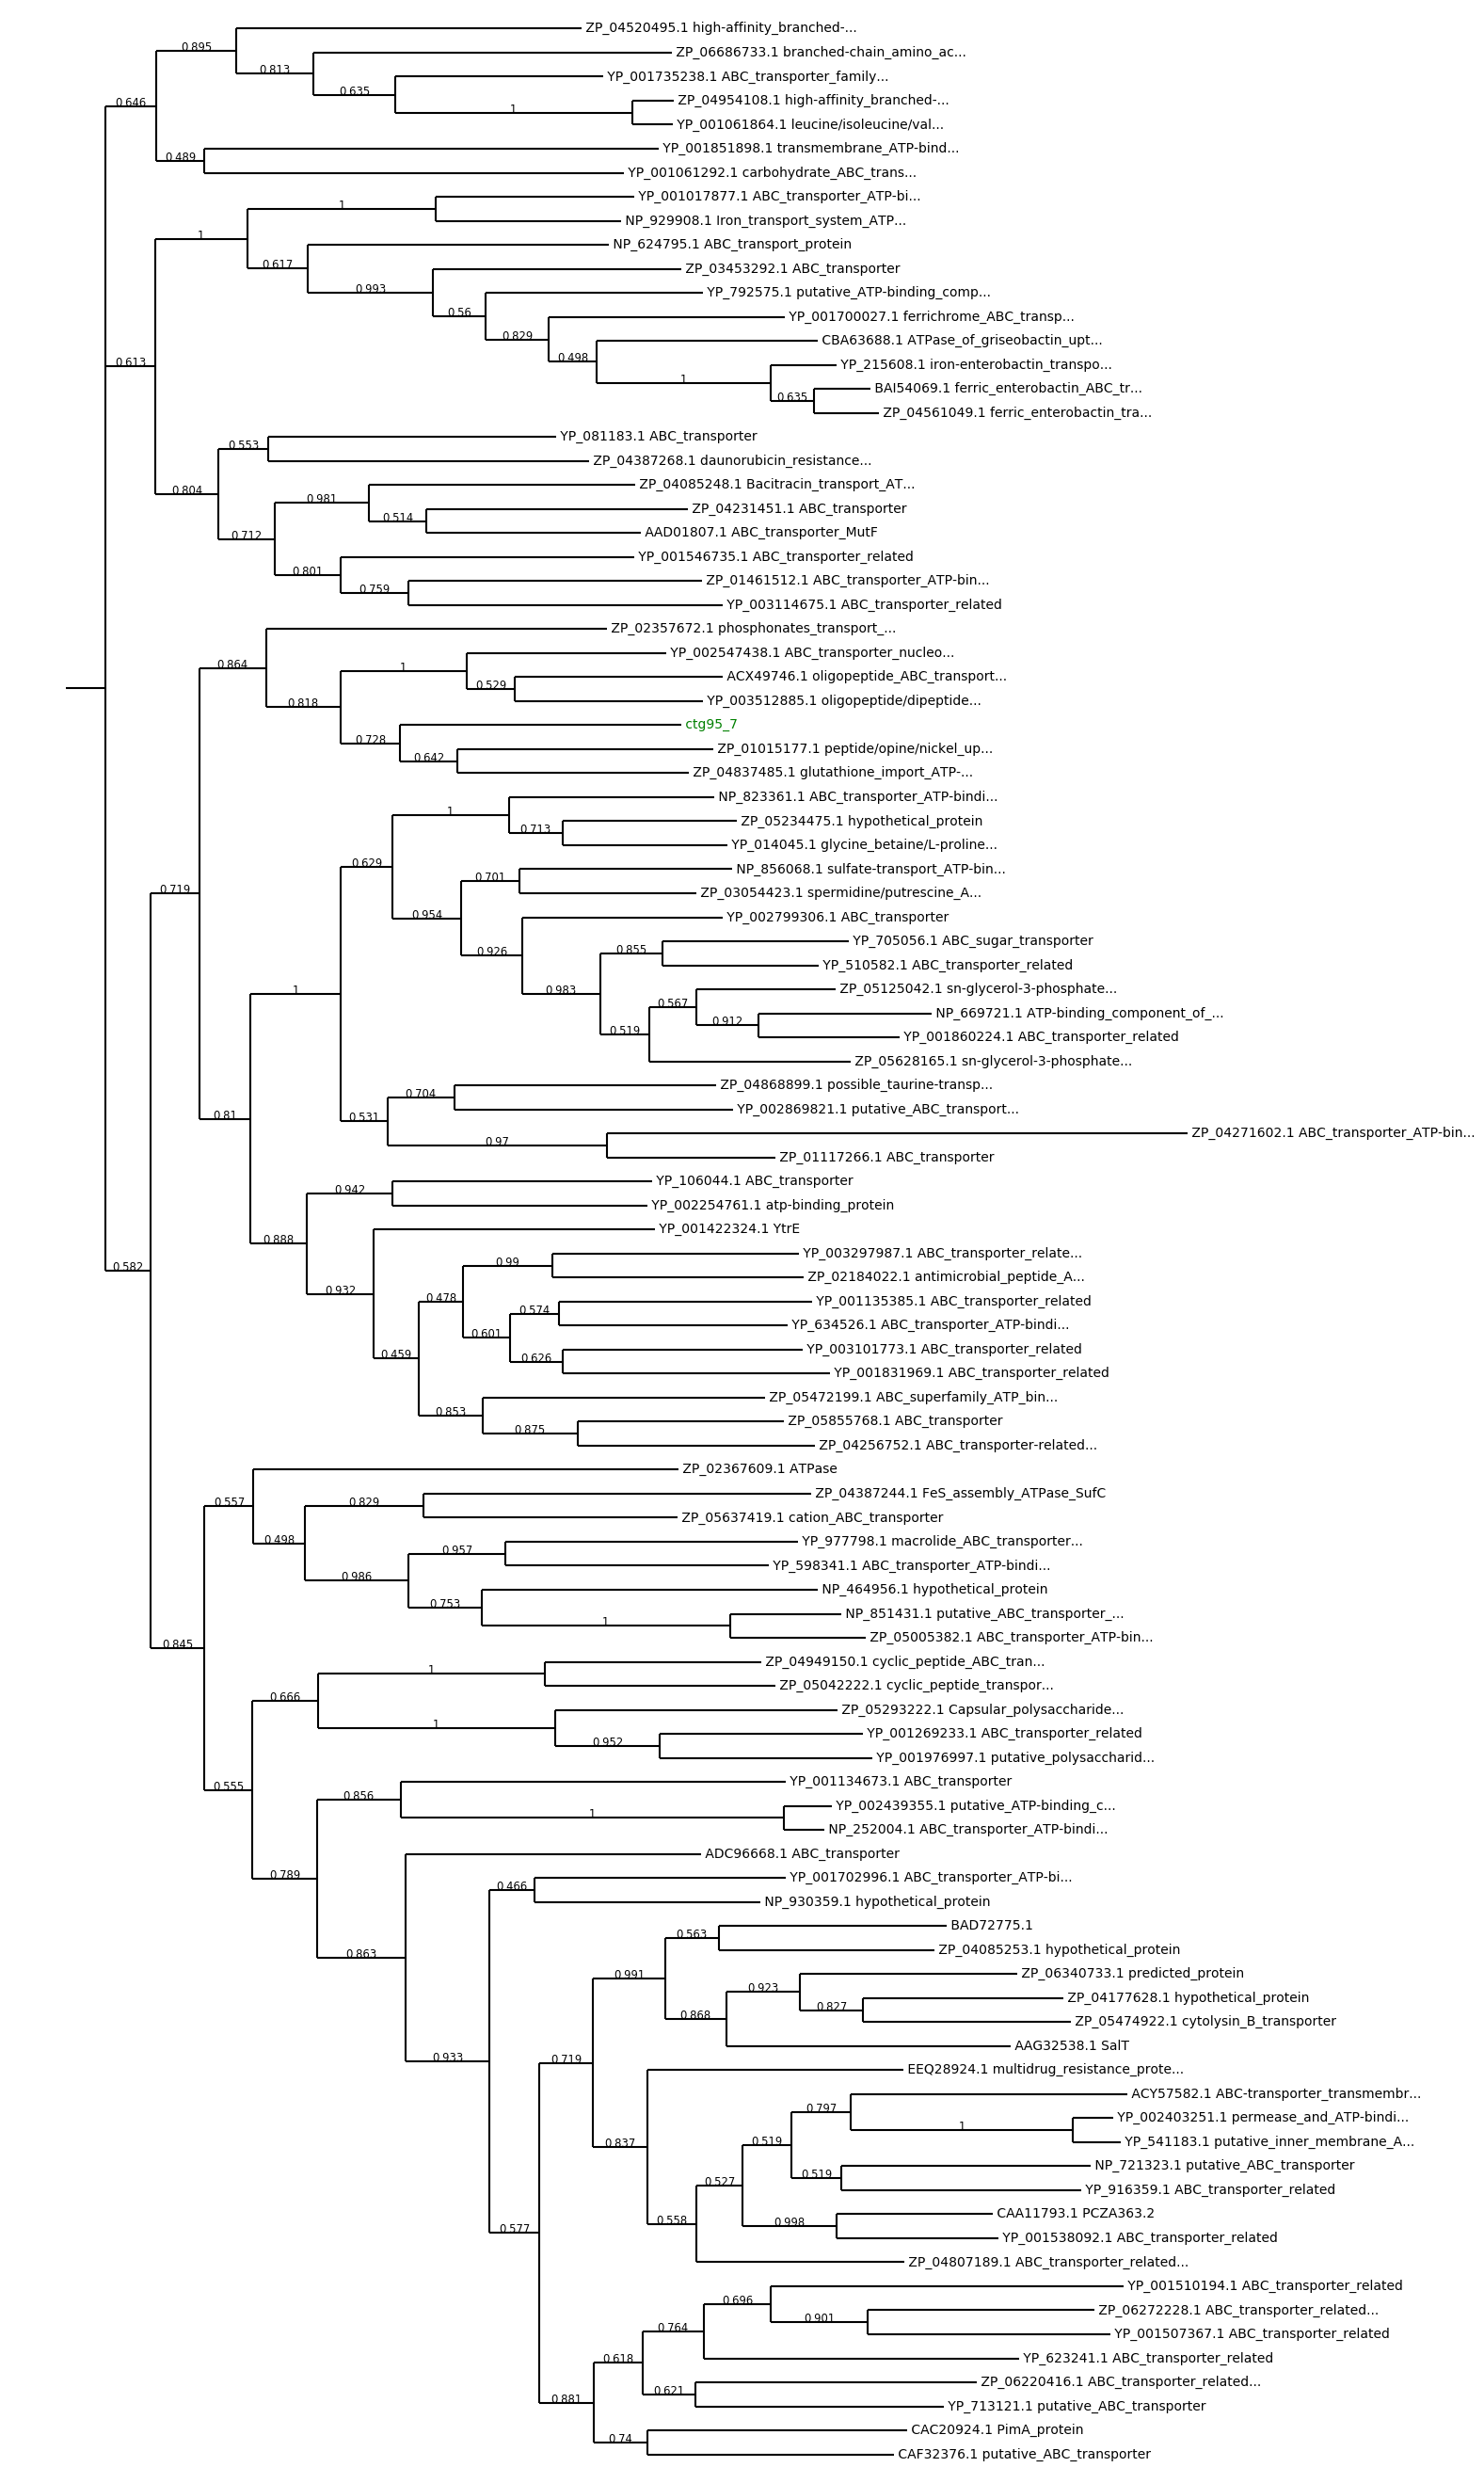 ZP_04520495.1 high-affinity_branched-...
0.895
ZP_06686733.1 branched-chain_amino_ac...
0.813
YP_001735238.1 ABC_transporter_family...
0.635
ZP_04954108.1 high-affinity_branched-...
0.646
1
YP_001061864.1 leucine/isoleucine/val...
YP_001851898.1 transmembrane_ATP-bind...
0.489
YP_001061292.1 carbohydrate_ABC_trans...
YP_001017877.1 ABC_transporter_ATP-bi...
1
NP_929908.1 Iron_transport_system_ATP...
1
NP_624795.1 ABC_transport_protein
0.617
ZP_03453292.1 ABC_transporter
0.993
YP_792575.1 putative_ATP-binding_comp...
0.56
YP_001700027.1 ferrichrome_ABC_transp...
0.829
CBA63688.1 ATPase_of_griseobactin_upt...
0.498
0.613
YP_215608.1 iron-enterobactin_transpo...
1
BAI54069.1 ferric_enterobactin_ABC_tr...
0.635
ZP_04561049.1 ferric_enterobactin_tra...
YP_081183.1 ABC_transporter
0.553
ZP_04387268.1 daunorubicin_resistance...
0.804
ZP_04085248.1 Bacitracin_transport_AT...
0.981
ZP_04231451.1 ABC_transporter
0.514
AAD01807.1 ABC_transporter_MutF
0.712
YP_001546735.1 ABC_transporter_related
0.801
ZP_01461512.1 ABC_transporter_ATP-bin...
0.759
YP_003114675.1 ABC_transporter_related
ZP_02357672.1 phosphonates_transport_...
YP_002547438.1 ABC_transporter_nucleo...
0.864
1
ACX49746.1 oligopeptide_ABC_transport...
0.529
YP_003512885.1 oligopeptide/dipeptide...
0.818
ctg95_7
0.728
ZP_01015177.1 peptide/opine/nickel_up...
0.642
ZP_04837485.1 glutathione_import_ATP-...
NP_823361.1 ABC_transporter_ATP-bindi...
1
ZP_05234475.1 hypothetical_protein
0.713
YP_014045.1 glycine_betaine/L-proline...
0.629
NP_856068.1 sulfate-transport_ATP-bin...
0.701
ZP_03054423.1 spermidine/putrescine_A...
0.719
0.954
YP_002799306.1 ABC_transporter
YP_705056.1 ABC_sugar_transporter
0.926
0.855
YP_510582.1 ABC_transporter_related
1
0.983
ZP_05125042.1 sn-glycerol-3-phosphate...
0.567
NP_669721.1 ATP-binding_component_of_...
0.912
0.519
YP_001860224.1 ABC_transporter_related
ZP_05628165.1 sn-glycerol-3-phosphate...
ZP_04868899.1 possible_taurine-transp...
0.704
YP_002869821.1 putative_ABC_transport...
0.81
0.531
ZP_04271602.1 ABC_transporter_ATP-bin...
0.97
ZP_01117266.1 ABC_transporter
YP_106044.1 ABC_transporter
0.942
YP_002254761.1 atp-binding_protein
YP_001422324.1 YtrE
0.888
YP_003297987.1 ABC_transporter_relate...
0.99
0.582
ZP_02184022.1 antimicrobial_peptide_A...
0.932
0.478
YP_001135385.1 ABC_transporter_related
0.574
YP_634526.1 ABC_transporter_ATP-bindi...
0.601
YP_003101773.1 ABC_transporter_related
0.459
0.626
YP_001831969.1 ABC_transporter_related
ZP_05472199.1 ABC_superfamily_ATP_bin...
0.853
ZP_05855768.1 ABC_transporter
0.875
ZP_04256752.1 ABC_transporter-related...
ZP_02367609.1 ATPase
ZP_04387244.1 FeS_assembly_ATPase_SufC
0.557
0.829
ZP_05637419.1 cation_ABC_transporter
0.498
YP_977798.1 macrolide_ABC_transporter...
0.957
YP_598341.1 ABC_transporter_ATP-bindi...
0.986
NP_464956.1 hypothetical_protein
0.753
NP_851431.1 putative_ABC_transporter_...
1
ZP_05005382.1 ABC_transporter_ATP-bin...
0.845
ZP_04949150.1 cyclic_peptide_ABC_tran...
1
ZP_05042222.1 cyclic_peptide_transpor...
0.666
ZP_05293222.1 Capsular_polysaccharide...
1
YP_001269233.1 ABC_transporter_related
0.952
YP_001976997.1 putative_polysaccharid...
0.555
YP_001134673.1 ABC_transporter
0.856
YP_002439355.1 putative_ATP-binding_c...
1
NP_252004.1 ABC_transporter_ATP-bindi...
ADC96668.1 ABC_transporter
0.789
YP_001702996.1 ABC_transporter_ATP-bi...
0.466
NP_930359.1 hypothetical_protein
BAD72775.1
0.563
ZP_04085253.1 hypothetical_protein
0.863
ZP_06340733.1 predicted_protein
0.991
0.923
ZP_04177628.1 hypothetical_protein
0.827
0.868
ZP_05474922.1 cytolysin_B_transporter
AAG32538.1 SalT
0.933
0.719
EEQ28924.1 multidrug_resistance_prote...
ACY57582.1 ABC-transporter_transmembr...
0.797
YP_002403251.1 permease_and_ATP-bindi...
1
YP_541183.1 putative_inner_membrane_A...
0.837
0.519
NP_721323.1 putative_ABC_transporter
0.519
0.527
YP_916359.1 ABC_transporter_related
CAA11793.1 PCZA363.2
0.558
0.998
0.577
YP_001538092.1 ABC_transporter_related
ZP_04807189.1 ABC_transporter_related...
YP_001510194.1 ABC_transporter_related
0.696
ZP_06272228.1 ABC_transporter_related...
0.901
0.764
YP_001507367.1 ABC_transporter_related
0.618
YP_623241.1 ABC_transporter_related
ZP_06220416.1 ABC_transporter_related...
0.621
0.881
YP_713121.1 putative_ABC_transporter
CAC20924.1 PimA_protein
0.74
CAF32376.1 putative_ABC_transporter